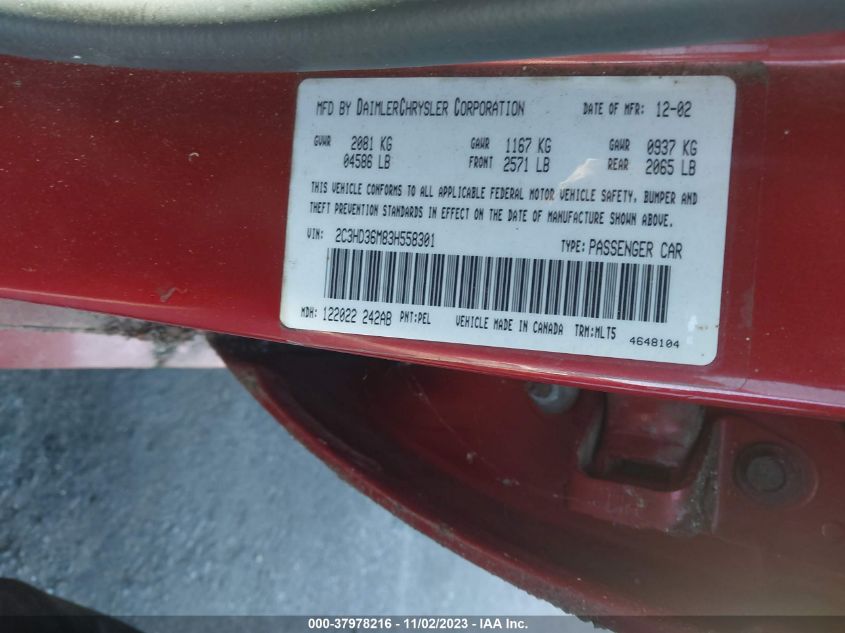 MFD BY DAIMLERCHRYSLER CORPORATION DATE OF MFR: 12-02
GVWR 2081 KG GAWR 1167 KG GAWR 0937 KG
04586 LB FRONT 2571 LB REAR 2065 LB
THIS VEHICLE CONFORMS TO ALL APPLICABLE FEDERAL MOTOR VEHICLE SAFETY, BUMPER AND
THEFT PREVENTION STANDARDS IN EFFECT ON THE DATE OF MANUFACTURE SHOWN ABOVE.
VIN: 2C3HD36M83H558301 TYPE: PASSENGER CAR
MDH: 122022 242AB PNT:PEL VEHICLE MADE IN CANADA TRM:MLT5
4648104
000-37978216 - 11/02/2023 - IAA Inc.